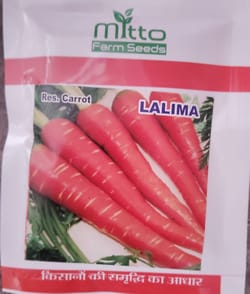 mitto
Farm Seeds
Res. Carrot
LALIMA
किसानों की समृद्धि का आधार